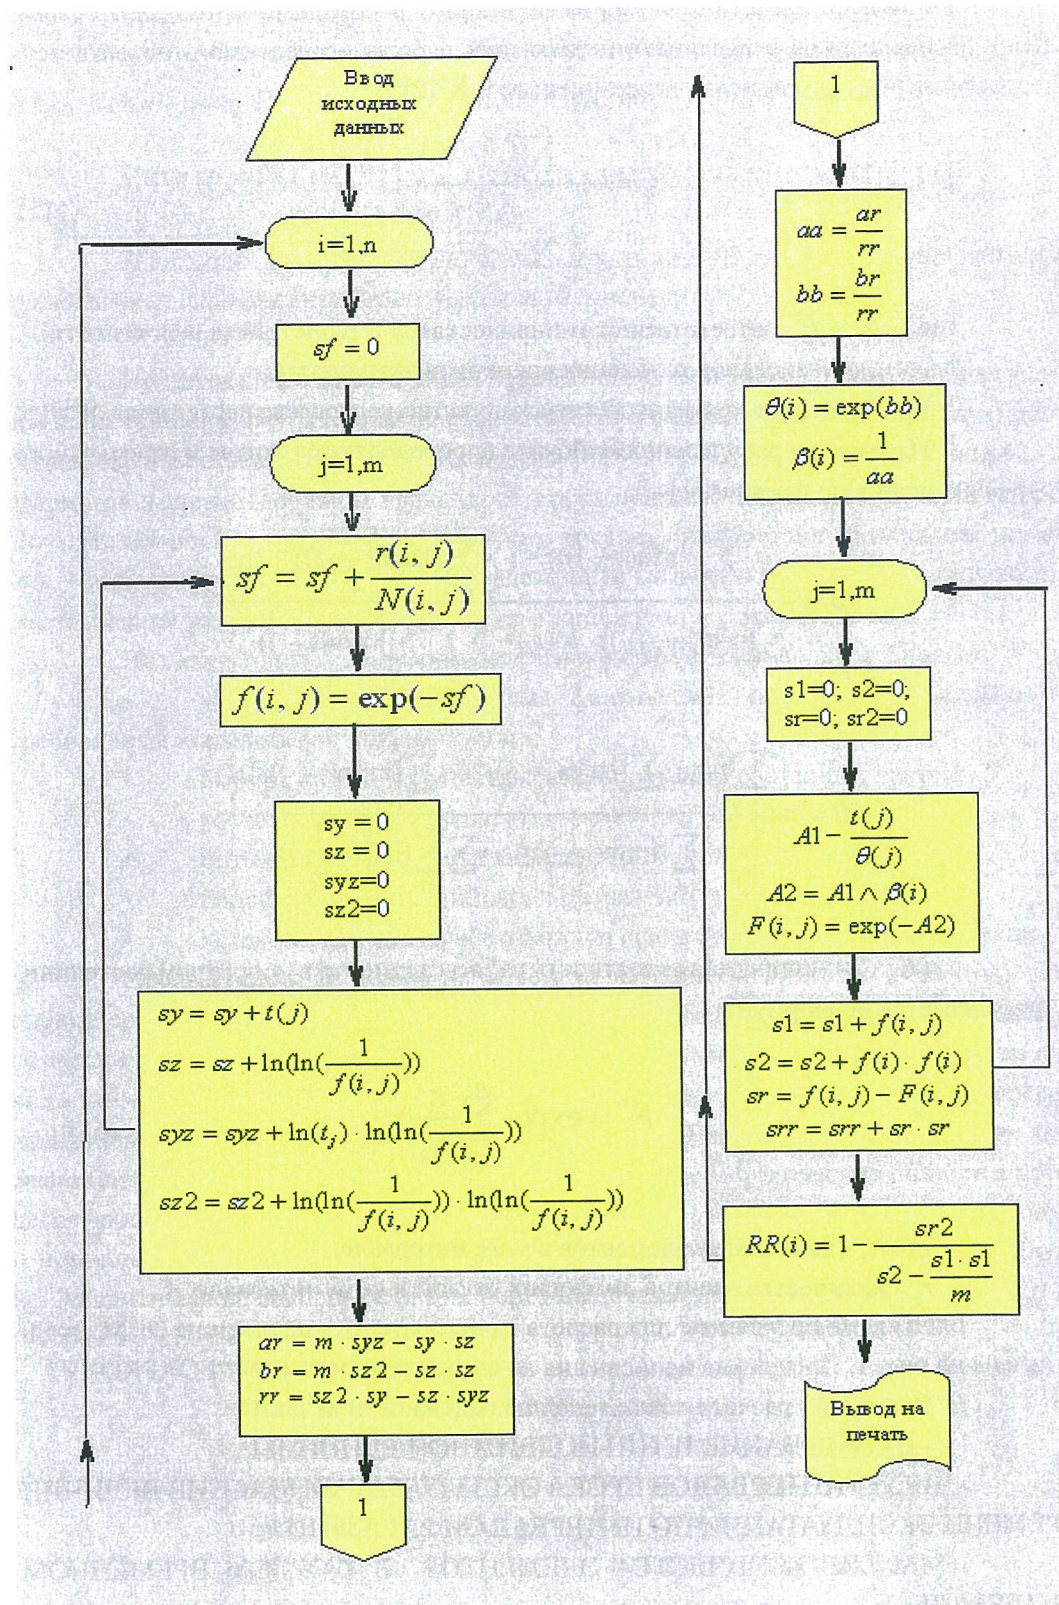 Ввод
исходных
данных
i=1,n
sf = 0
j=1,m
sf = sf + r(i, j) / N(i, j)
f(i, j) = exp(−sf)
sy = 0
sz = 0
syz=0
sz2=0
sy = sy + t(j)
sz = sz + ln(ln(1 / f(i, j)))
syz = syz + ln(t_j) · ln(ln(1 / f(i, j)))
sz2 = sz2 + ln(ln(1 / f(i, j))) · ln(ln(1 / f(i, j)))
ar = m · syz − sy · sz
br = m · sz2 − sz · sz
rr = sz2 · sy − sz · syz
1
1
aa = ar / rr
bb = br / rr
θ(i) = exp(bb)
β(i) = 1 / aa
j=1,m
s1=0; s2=0;
sr=0; sr2=0
A1 − t(j) / θ(j)
A2 = A1 ∧ β(i)
F(i, j) = exp(−A2)
s1 = s1 + f(i, j)
s2 = s2 + f(i) · f(i)
sr = f(i, j) − F(i, j)
srr = srr + sr · sr
RR(i) = 1 − sr2 / (s2 − s1 · s1 / m)
Вывод на
печать